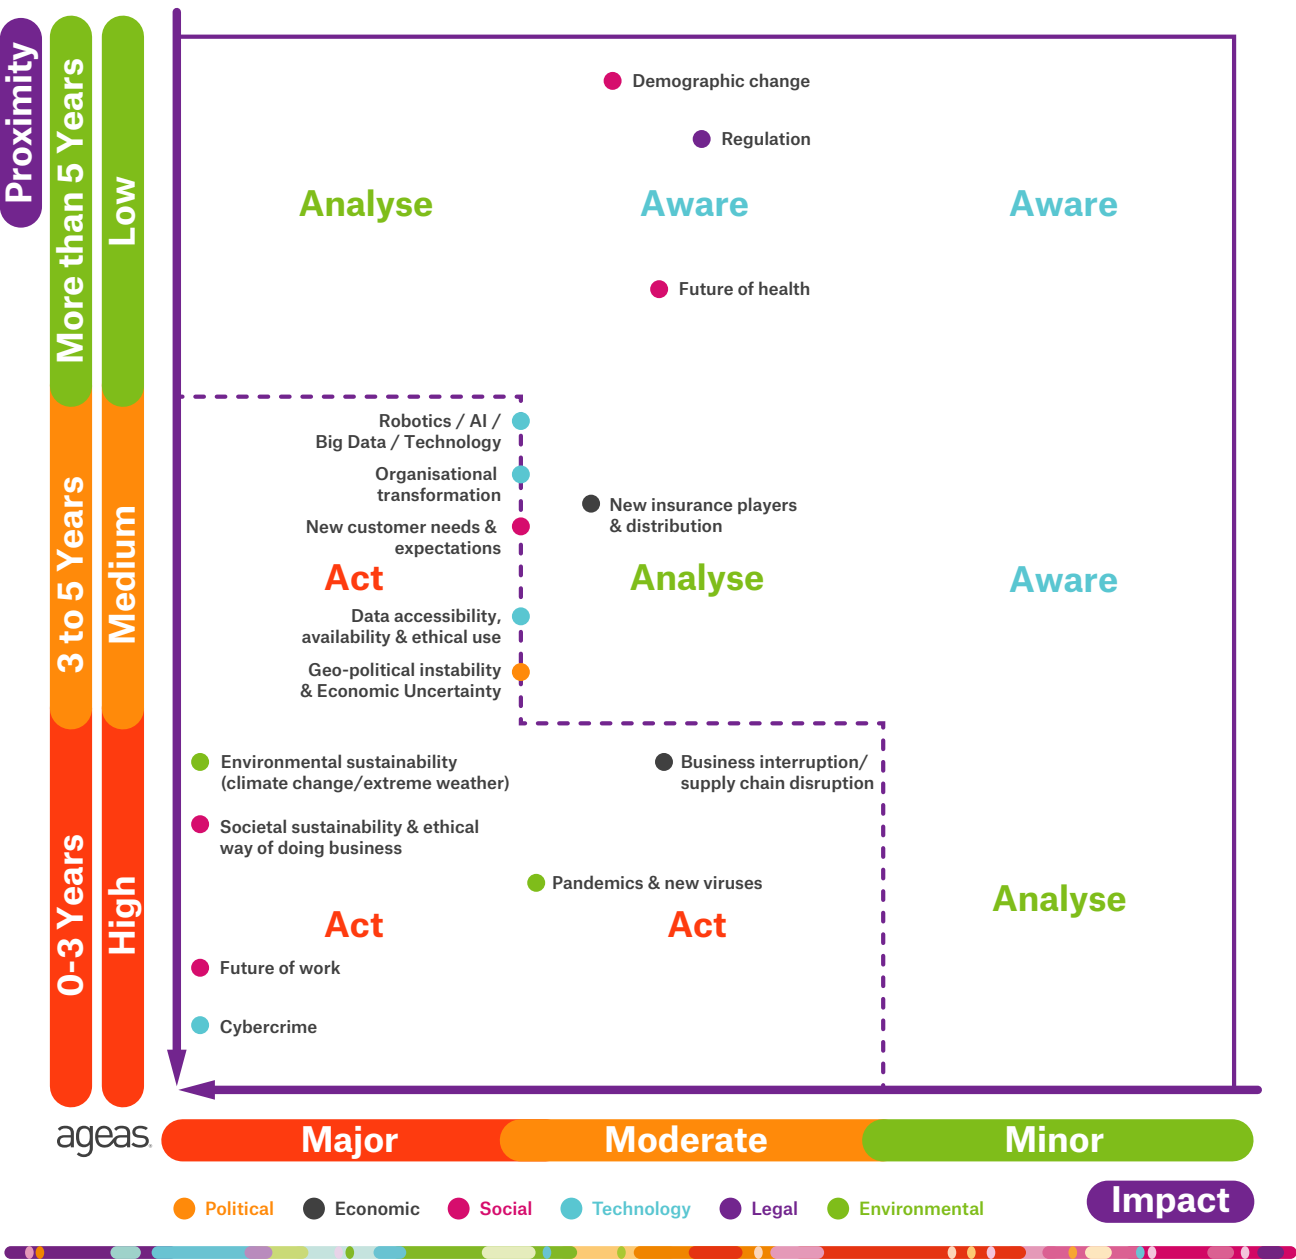 Proximity
More than 5 Years
Low
3 to 5 Years
Medium
0-3 Years
High
Demographic change
Regulation
Analyse
Aware
Aware
Future of health
Robotics / AI /
Big Data / Technology
Organisational
transformation
New insurance players
& distribution
New customer needs &
expectations
Act
Analyse
Aware
Data accessibility,
availability & ethical use
Geo-political instability
& Economic Uncertainty
Environmental sustainability
(climate change/extreme weather)
Business interruption/
supply chain disruption
Societal sustainability & ethical
way of doing business
Pandemics & new viruses
Analyse
Act
Act
Future of work
Cybercrime
ageas
Major
Moderate
Minor
Impact
Political
Economic
Social
Technology
Legal
Environmental